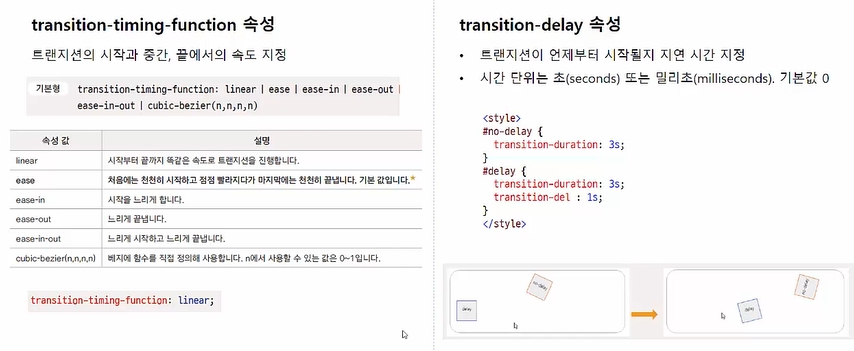 transition-timing-function 속성
트랜지션의 시작과 중간, 끝에서의 속도 지정
기본형 transition-timing-function: linear | ease | ease-in | ease-out |
ease-in-out | cubic-bezier(n,n,n,n)
속성 값 설명
linear 시작부터 끝까지 똑같은 속도로 트랜지션을 진행합니다.
ease 처음에는 천천히 시작하고 점점 빨라지다가 마지막에는 천천히 끝냅니다. 기본 값입니다.*
ease-in 시작을 느리게 합니다.
ease-out 느리게 끝냅니다.
ease-in-out 느리게 시작하고 느리게 끝냅니다.
cubic-bezier(n,n,n,n) 베지에 함수를 직접 정의해 사용합니다. n에서 사용할 수 있는 값은 0~1입니다.
transition-timing-function: linear;
transition-delay 속성
• 트랜지션이 언제부터 시작될지 지연 시간 지정
• 시간 단위는 초(seconds) 또는 밀리초(milliseconds). 기본값 0
<style>
#no-delay {
transition-duration: 3s;
}
#delay {
transition-duration: 3s;
transition-del : 1s;
}
</style>
no-delay
delay
no-delay
delay